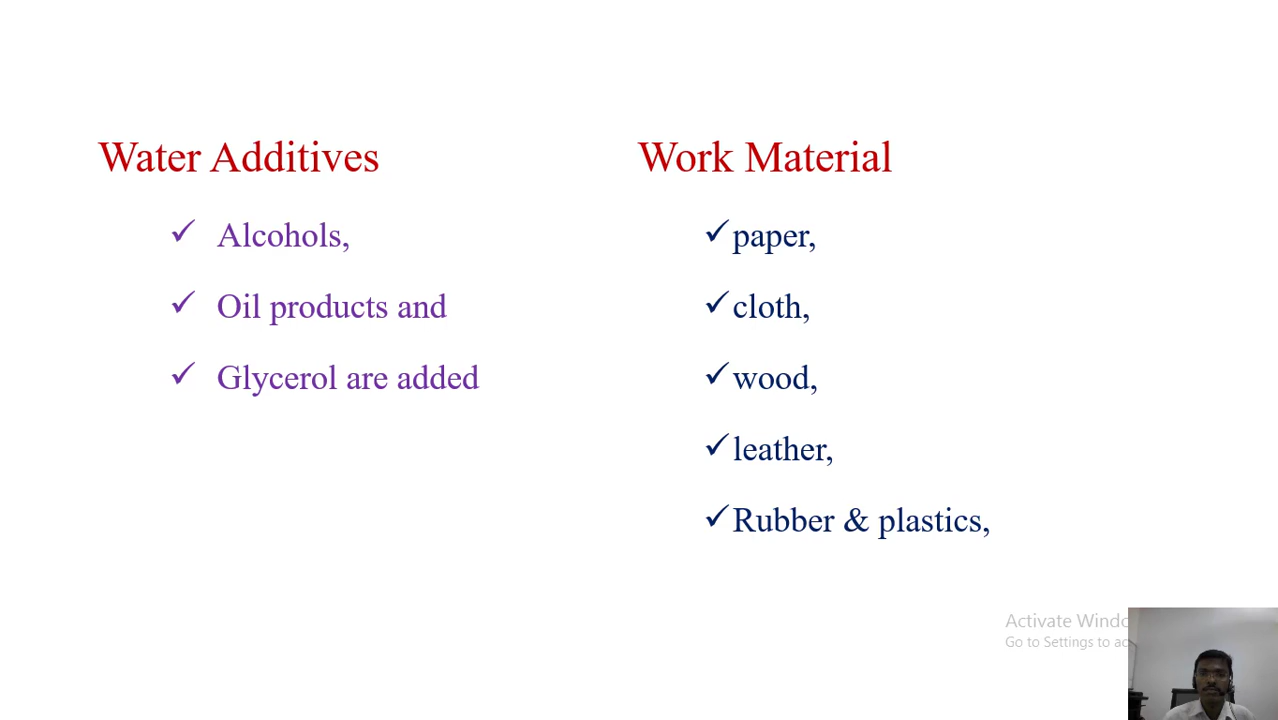 Water Additives
✓ Alcohols,
✓ Oil products and
✓ Glycerol are added
Work Material
✓paper,
✓cloth,
✓wood,
✓leather,
✓Rubber & plastics,
Activate Windo
Go to Settings to ac